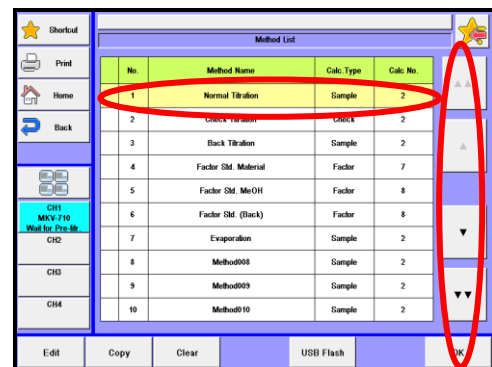 Shortcut
Method List
Print
Home
Back
No. Method Name Calc.Type Calc No.
1 Normal Titration Sample 2
2 Check Titration Check 2
3 Back Titration Sample 2
4 Factor Std. Material Factor 7
5 Factor Std. MeOH Factor 8
6 Factor Std. (Back) Factor 8
7 Evaporation Sample 2
8 Method008 Sample 2
9 Method009 Sample 2
10 Method010 Sample 2
CH1
MKV-710
Wait for Pre-titr.
CH2
CH3
CH4
Edit Copy Clear USB Flash OK